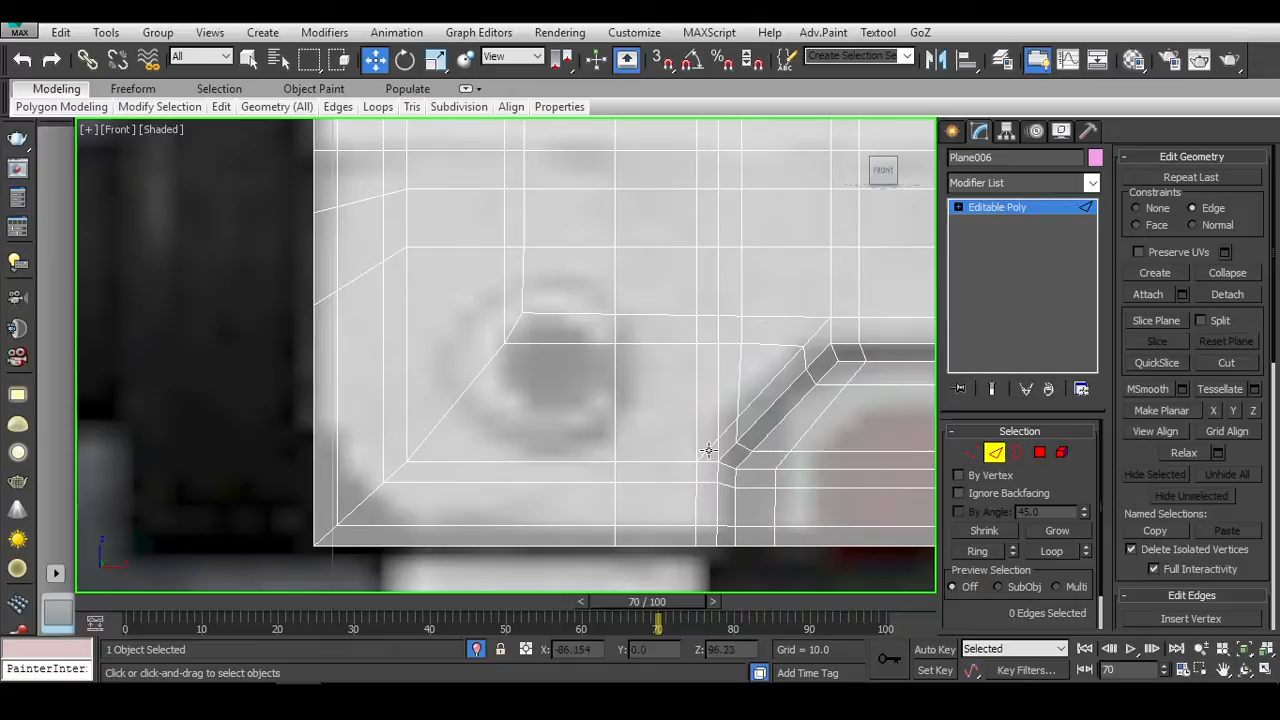 MAX Edit Tools Group Views Create Modifiers Animation Graph Editors Rendering Customize MAXScript Help Adv.Paint Textool GoZ
All View 3 Create Selection Se
Modeling Freeform Selection Object Paint Populate
Polygon Modeling Modify Selection Edit Geometry (All) Edges Loops Tris Subdivision Align Properties
[+] [Front] [Shaded]
FRONT
z
x
Plane006
Modifier List
Editable Poly
Selection
By Vertex
Ignore Backfacing
By Angle: 45.0
Shrink Grow
Ring Loop
Preview Selection
Off SubObj Multi
0 Edges Selected
Edit Geometry
Repeat Last
Constraints
None Edge
Face Normal
Preserve UVs
Create Collapse
Attach Detach
Slice Plane Split
Slice Reset Plane
QuickSlice Cut
MSmooth Tessellate
Make Planar X Y Z
View Align Grid Align
Relax
Hide Selected Unhide All
Hide Unselected
Named Selections:
Copy Paste
Delete Isolated Vertices
Full Interactivity
Edit Edges
Insert Vertex
< 70 / 100 >
0 10 20 30 40 50 60 70 80 90 100
1 Object Selected X: -86.154 Y: 0.0 Z: 96.23 Grid = 10.0 Auto Key Selected
PainterInter Click or click-and-drag to select objects Add Time Tag Set Key Key Filters... 70